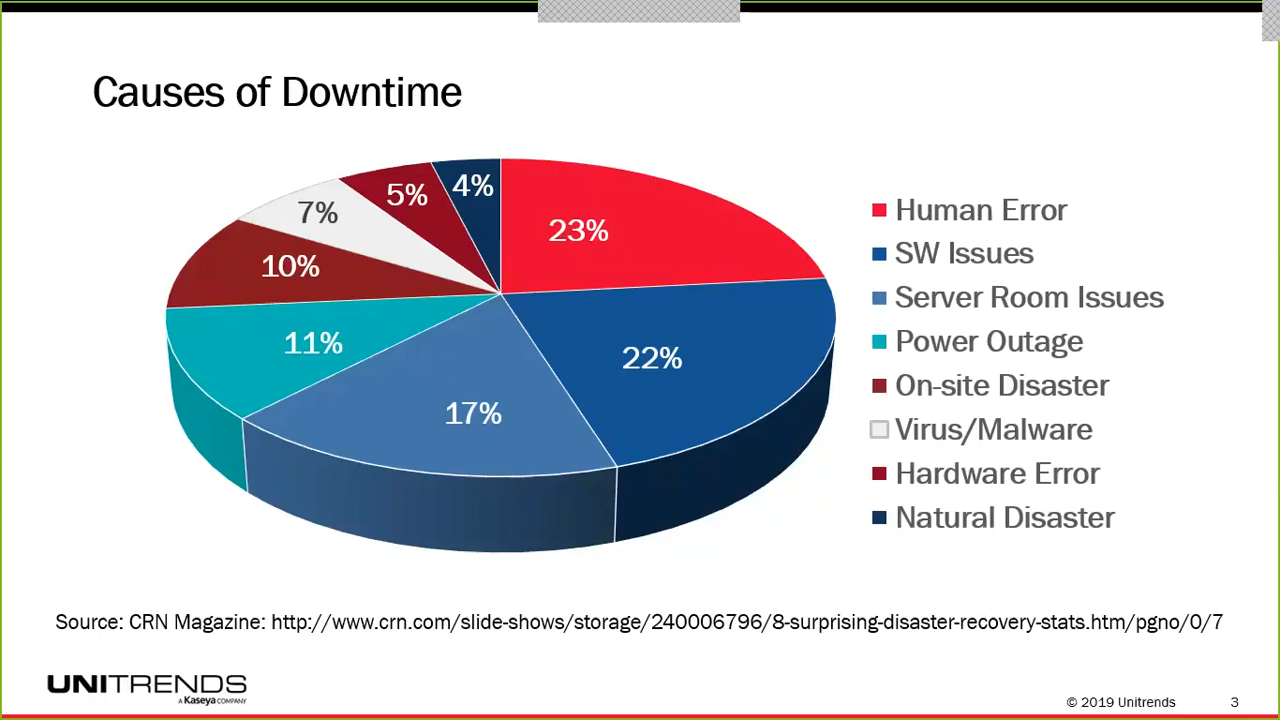 Causes of Downtime
4%
5%
7%
23%
10%
11%
22%
17%
Human Error
SW Issues
Server Room Issues
Power Outage
On-site Disaster
Virus/Malware
Hardware Error
Natural Disaster
Source: CRN Magazine: http://www.crn.com/slide-shows/storage/240006796/8-surprising-disaster-recovery-stats.htm/pgno/0/7
UNITRENDS
A Kaseya COMPANY
© 2019 Unitrends 3